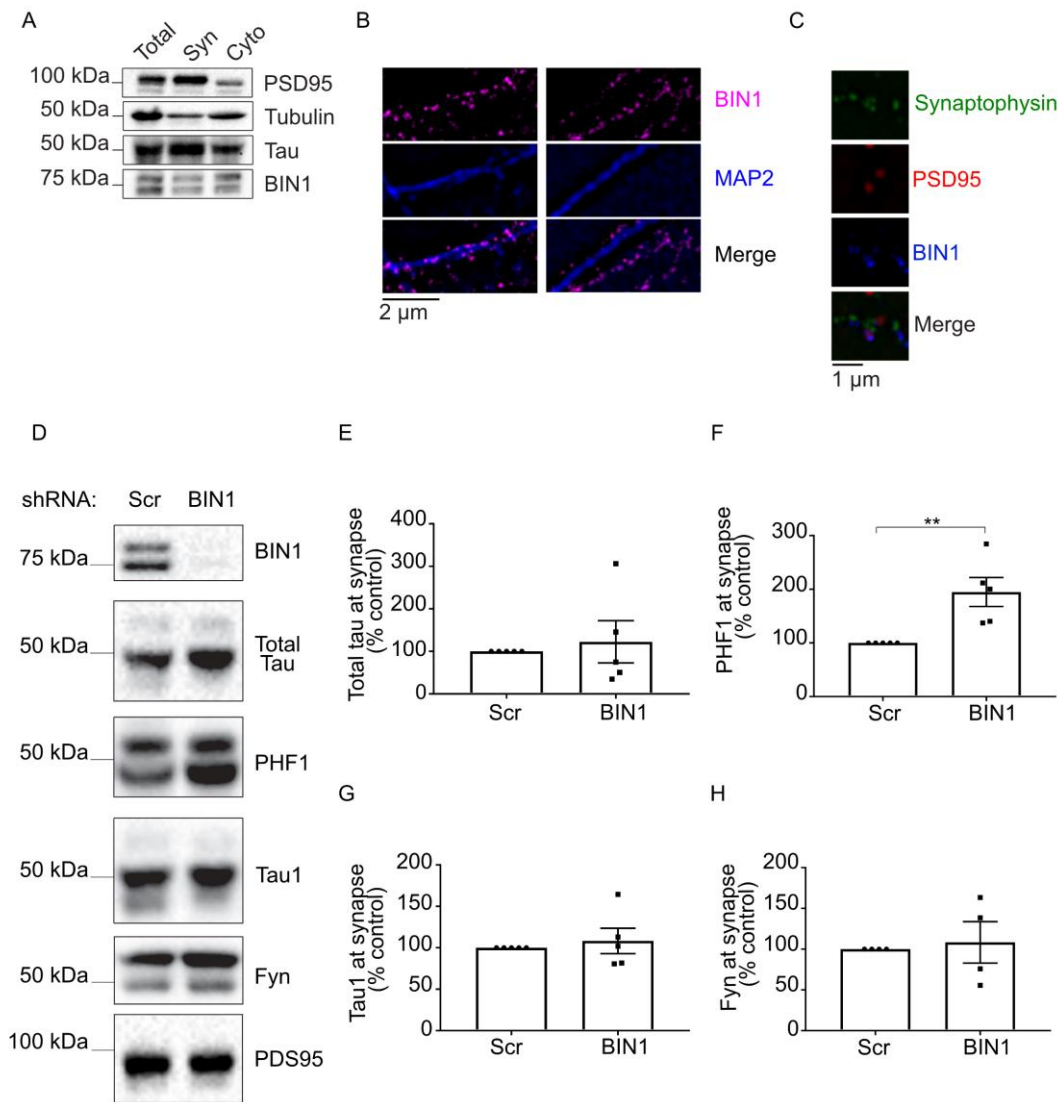 A
Total Syn Cyto
100 kDa PSD95
50 kDa Tubulin
50 kDa Tau
75 kDa BIN1
B
BIN1
MAP2
Merge
2 µm
C
Synaptophysin
PSD95
BIN1
Merge
1 µm
D
shRNA: Scr BIN1
75 kDa BIN1
50 kDa Total
Tau
50 kDa PHF1
50 kDa Tau1
50 kDa Fyn
100 kDa PDS95
E
Total tau at synapse
(% control)
400
300
200
100
0
Scr BIN1
F
PHF1 at synapse
(% control)
300
200
100
0
**
Scr BIN1
G
Tau1 at synapse
(% control)
200
150
100
50
0
Scr BIN1
H
Fyn at synapse
(% control)
200
150
100
50
0
Scr BIN1